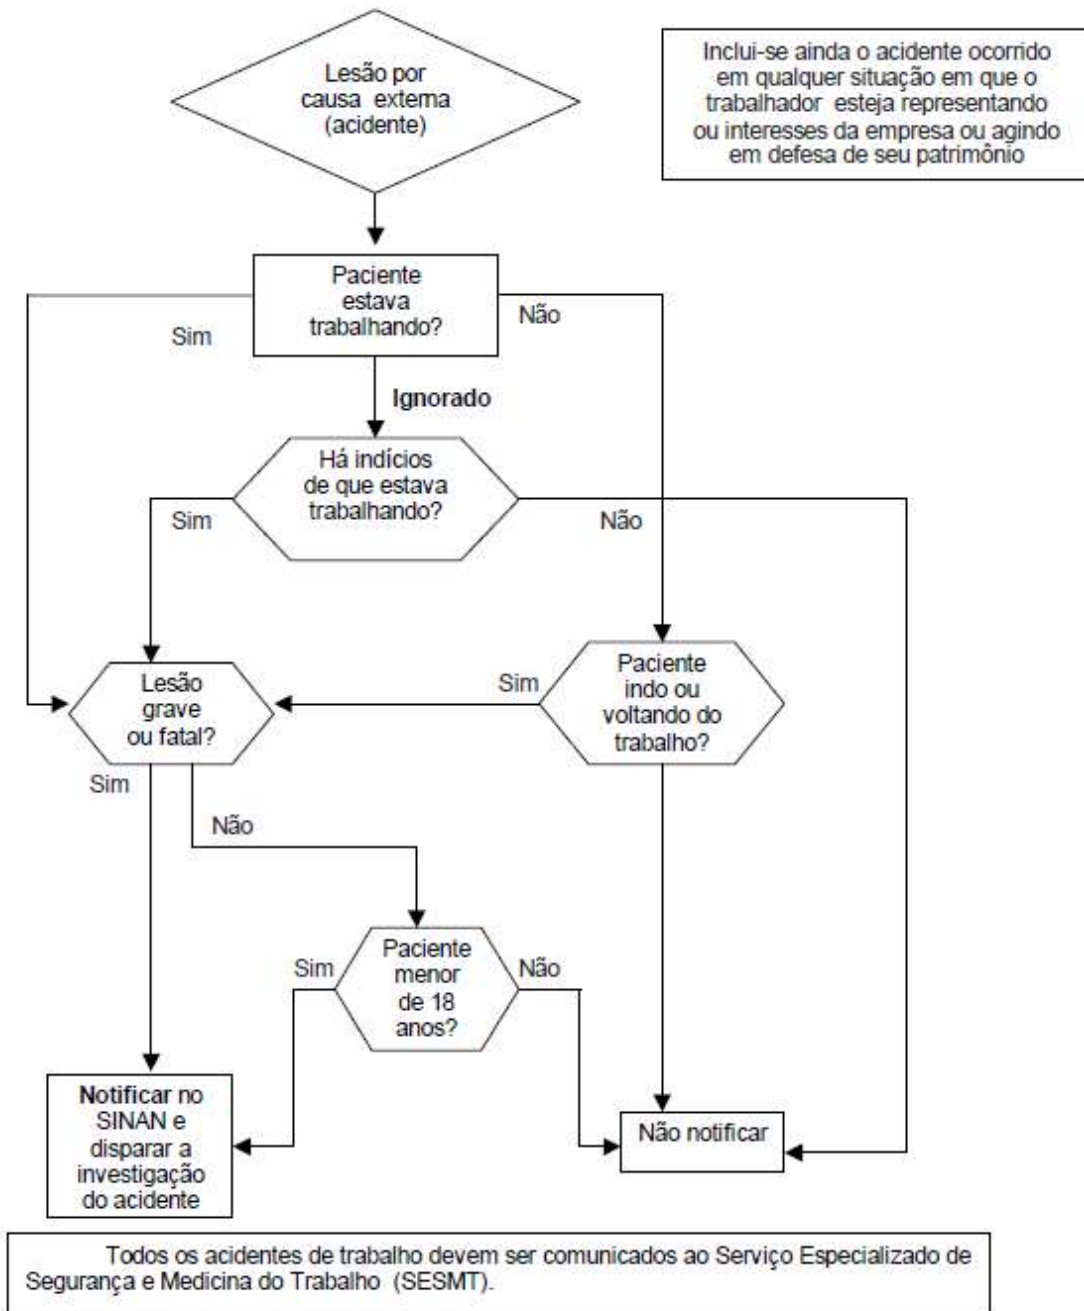 Lesão por
causa externa
(acidente)
Inclui-se ainda o acidente ocorrido
em qualquer situação em que o
trabalhador esteja representando
ou interesses da empresa ou agindo
em defesa de seu patrimônio
Paciente
estava
trabalhando?
Sim
Não
Ignorado
Há indícios
de que estava
trabalhando?
Sim
Não
Lesão
grave
ou fatal?
Sim
Paciente
indo ou
voltando do
trabalho?
Sim
Não
Paciente
menor
de 18
anos?
Sim
Não
Notificar no
SINAN e
disparar a
investigação
do acidente
Não notificar
Todos os acidentes de trabalho devem ser comunicados ao Serviço Especializado de
Segurança e Medicina do Trabalho (SESMT).